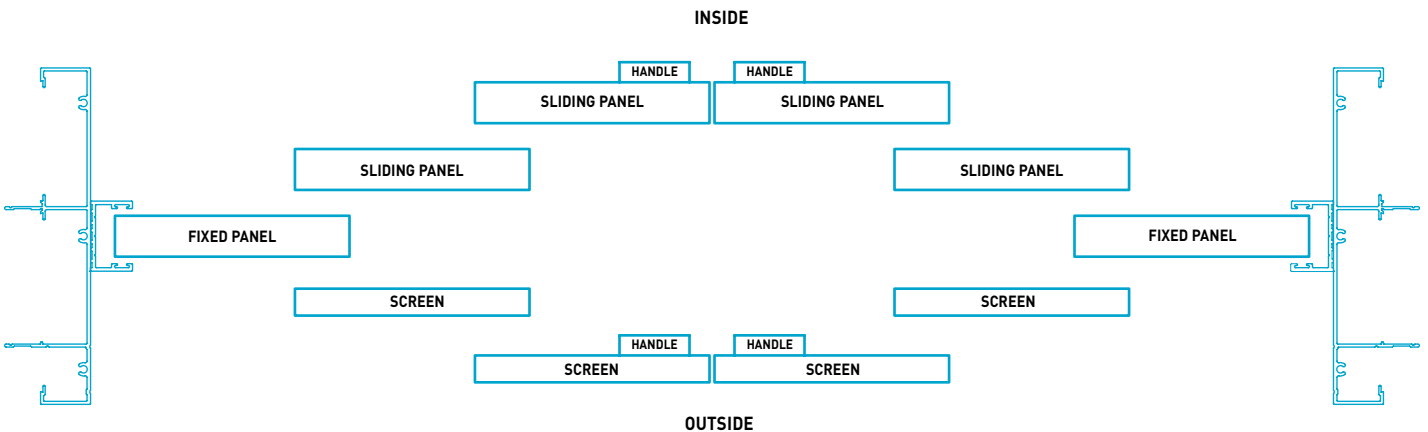 INSIDE
HANDLE HANDLE
SLIDING PANEL SLIDING PANEL
SLIDING PANEL SLIDING PANEL
FIXED PANEL FIXED PANEL
SCREEN SCREEN
HANDLE HANDLE
SCREEN SCREEN
OUTSIDE